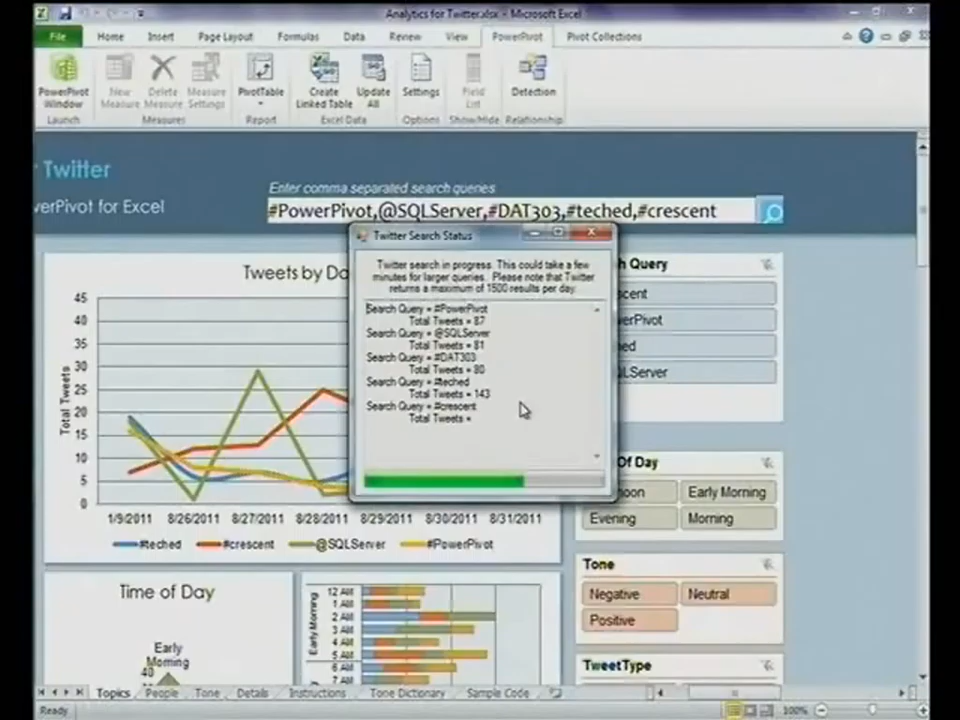 Analytics for Twitter.xlsx - Microsoft Excel
File Home Insert Page Layout Formulas Data Review View PowerPivot Pivot Collections
PowerPivot Window
New Measure
Delete Measure
Measure Settings
PivotTable
Create Linked Table
Update All
Settings
Field List
Detection
Launch Measures Report Excel Data Options Show/Hide Relationship
Twitter
Enter comma separated search queries
werPivot for Excel
#PowerPivot,@SQLServer,#DAT303,#teched,#crescent
Twitter Search Status
Twitter search in progress. This could take a few
minutes for larger queries. Please note that Twitter
returns a maximum of 1500 results per day.
Search Query = #PowerPivot
Total Tweets = 87
Search Query = @SQLServer
Total Tweets = 81
Search Query = #DAT303
Total Tweets = 80
Search Query = #teched
Total Tweets = 143
Search Query = #crescent
Total Tweets =
Tweets by Da
Total Tweets
45
40
35
30
25
20
15
10
5
0
1/9/2011 8/26/2011 8/27/2011 8/28/2011 8/29/2011 8/30/2011 8/31/2011
#teched #crescent @SQLServer #PowerPivot
h Query
scent
verPivot
hed
QLServer
Of Day
noon Early Morning
Evening Morning
Tone
Negative Neutral
Positive
TweetType
Time of Day
Early
Morning
40
Early Morning
12 AM
1 AM
2 AM
3 AM
4 AM
5 AM
6 AM
7 AM
Topics People Tone Details Instructions Tone Dictionary Sample Code
Ready
100%